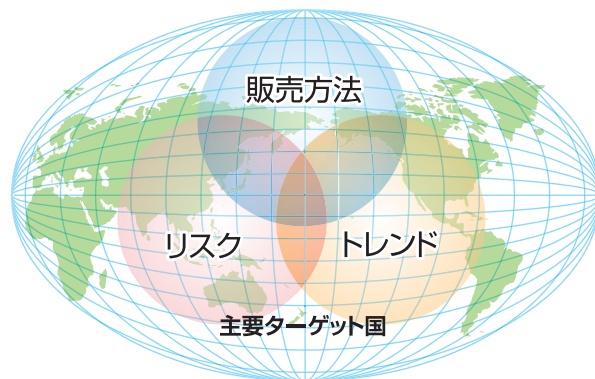 販売方法
リスク
トレンド
主要ターゲット国